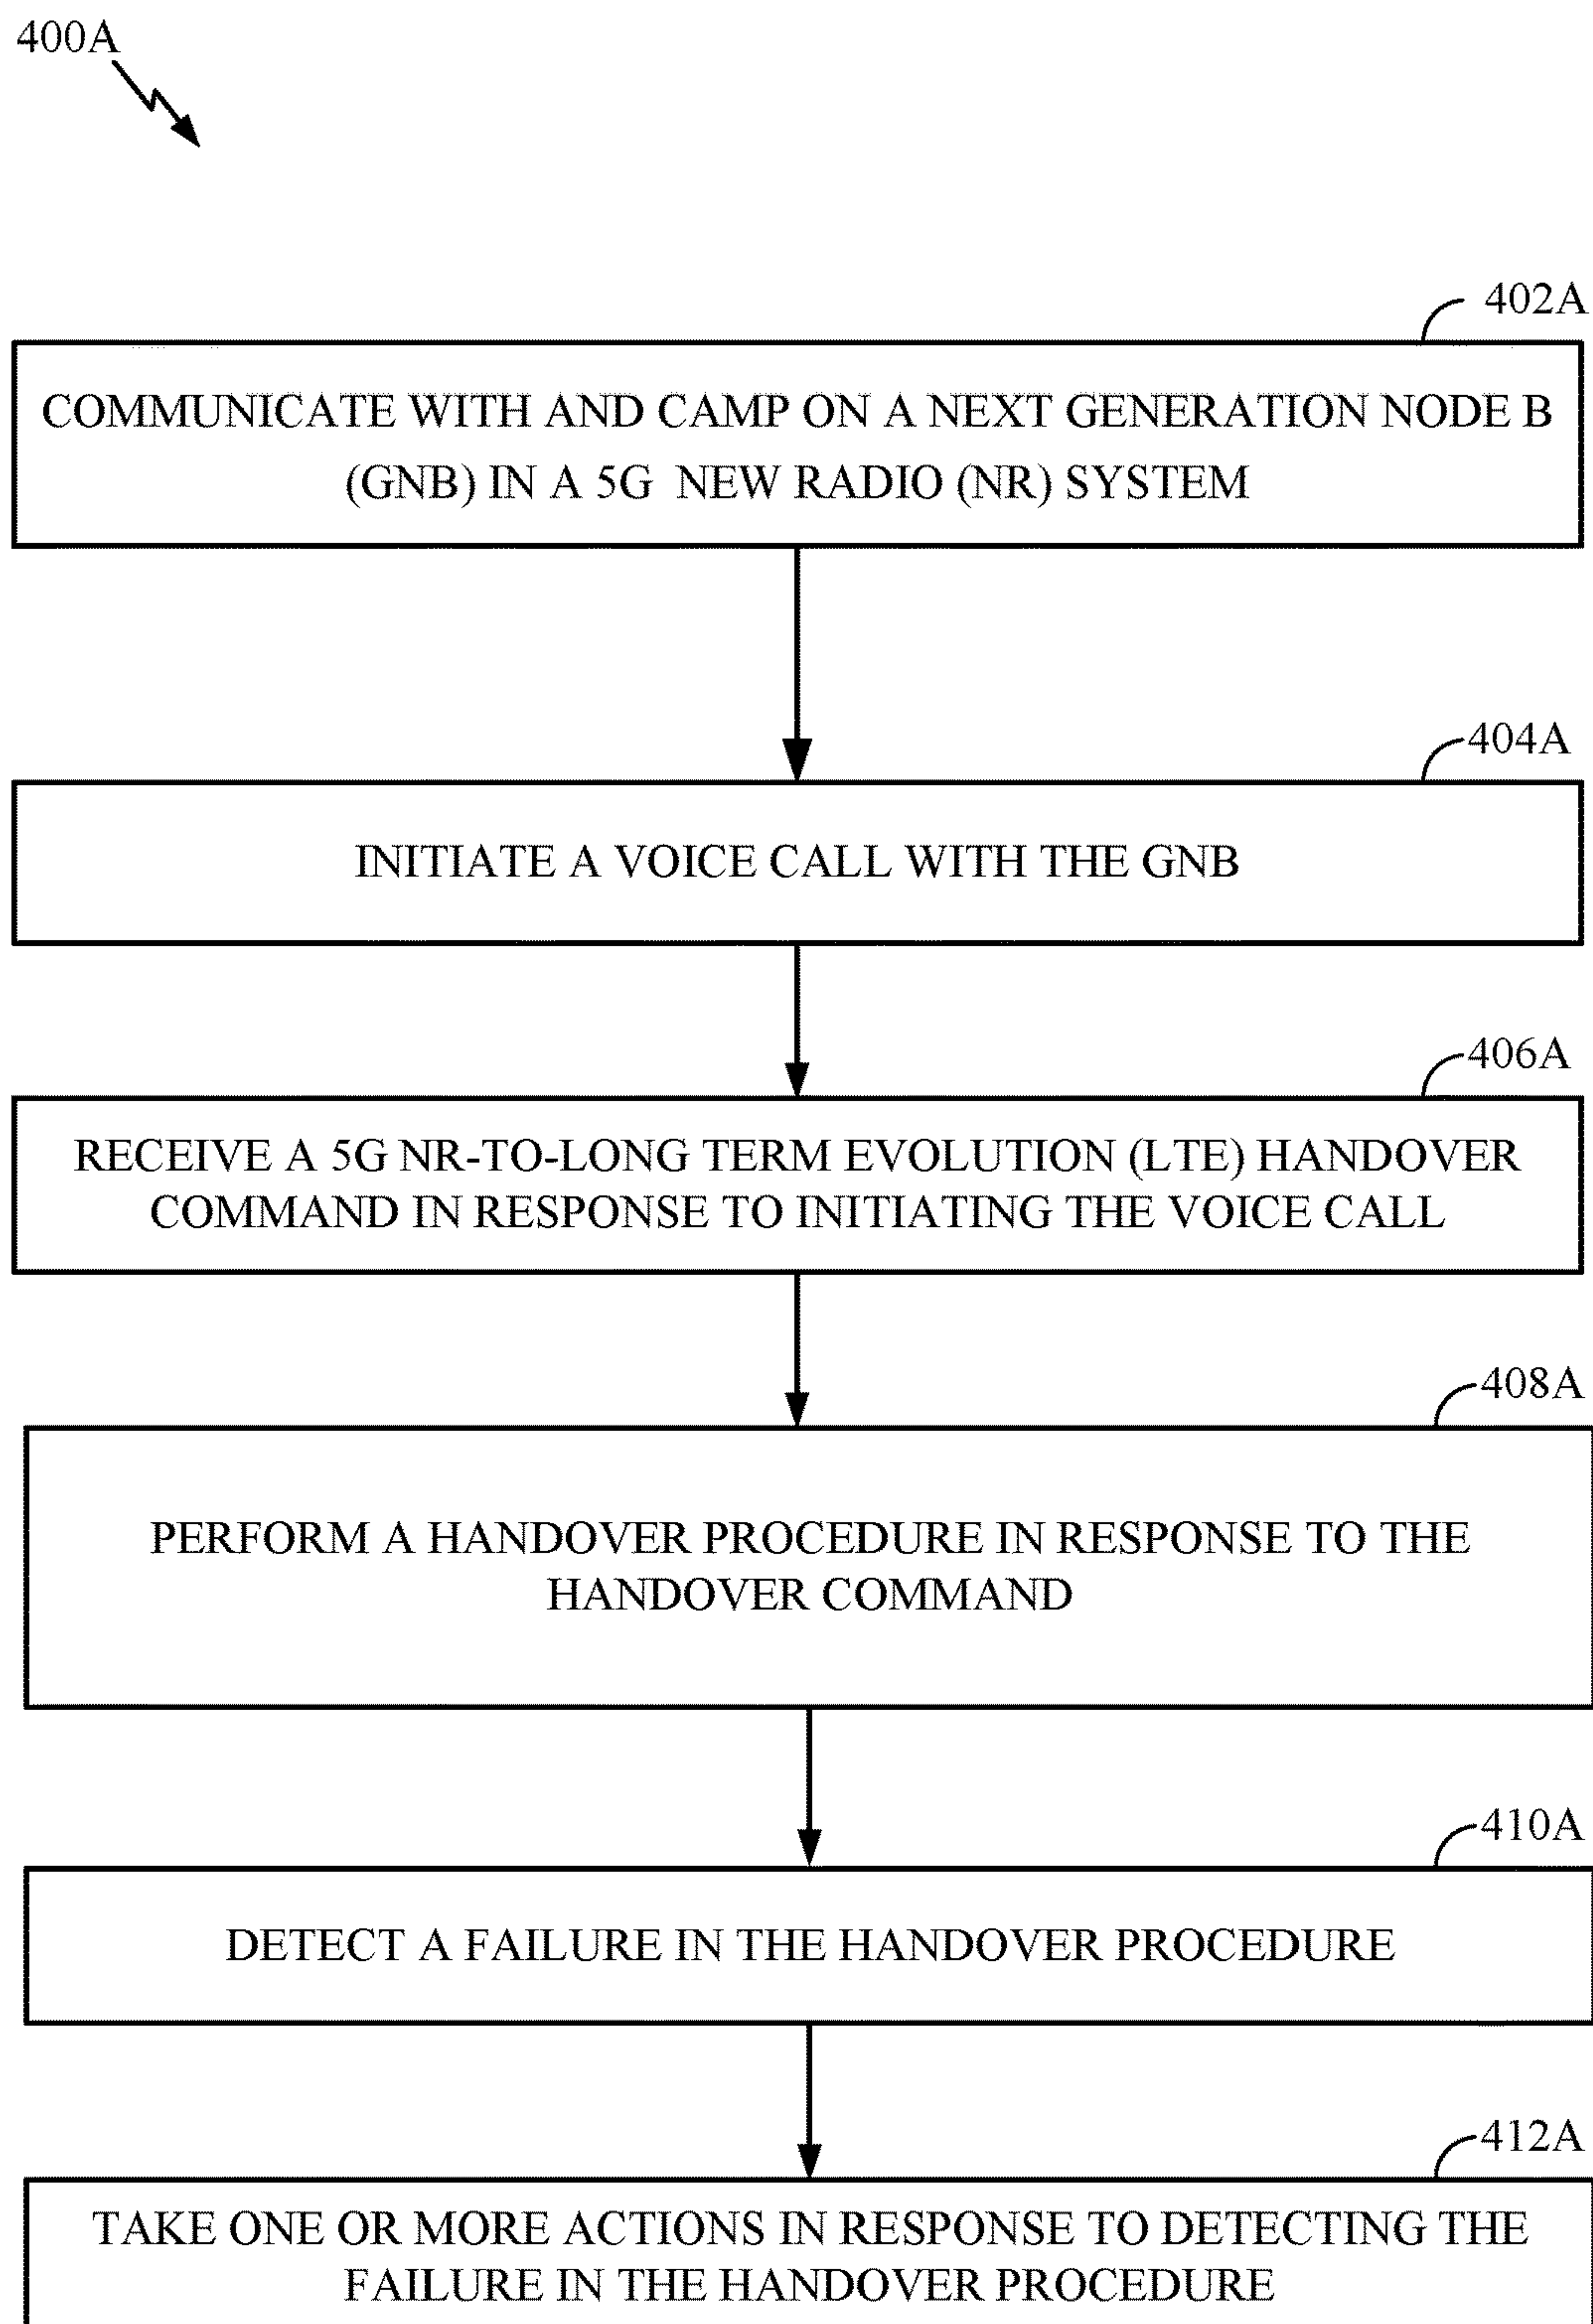 400A
402A
COMMUNICATE WITH AND CAMP ON A NEXT GENERATION NODE B
(GNB) IN A 5G NEW RADIO (NR) SYSTEM
404A
INITIATE A VOICE CALL WITH THE GNB
406A
RECEIVE A 5G NR-TO-LONG TERM EVOLUTION (LTE) HANDOVER
COMMAND IN RESPONSE TO INITIATING THE VOICE CALL
408A
PERFORM A HANDOVER PROCEDURE IN RESPONSE TO THE
HANDOVER COMMAND
410A
DETECT A FAILURE IN THE HANDOVER PROCEDURE
412A
TAKE ONE OR MORE ACTIONS IN RESPONSE TO DETECTING THE
FAILURE IN THE HANDOVER PROCEDURE